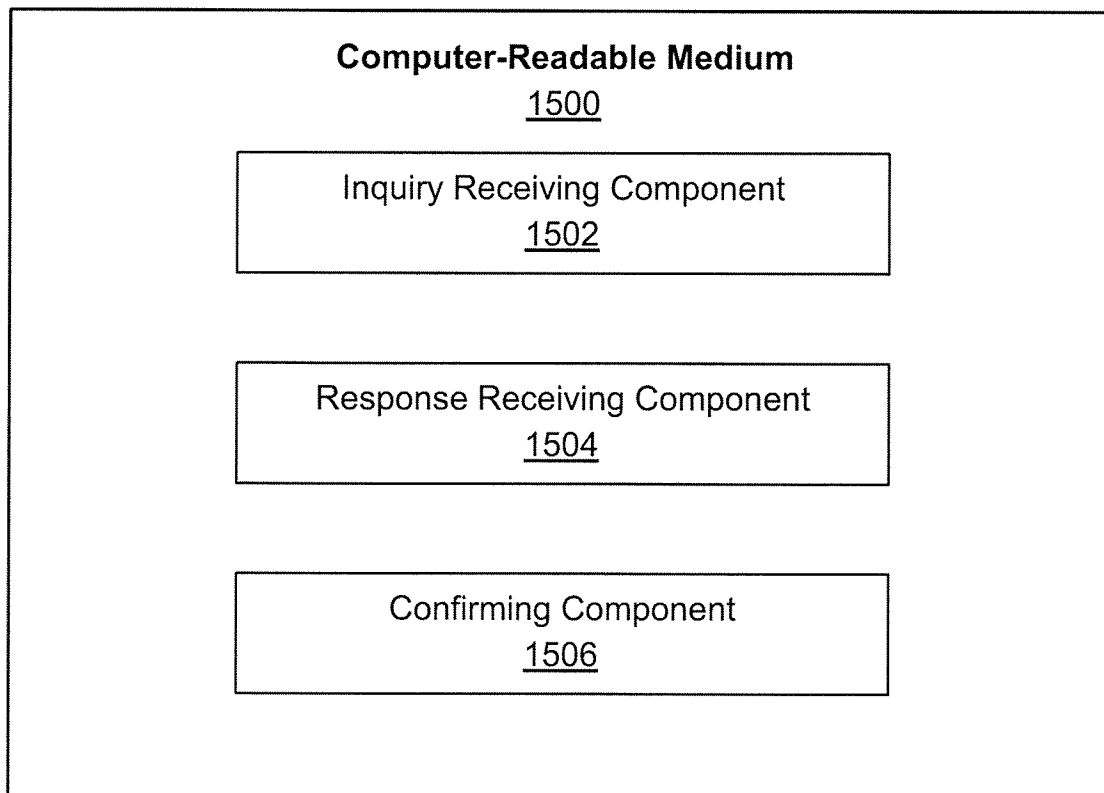 Computer-Readable Medium
1500
Inquiry Receiving Component
1502
Response Receiving Component
1504
Confirming Component
1506